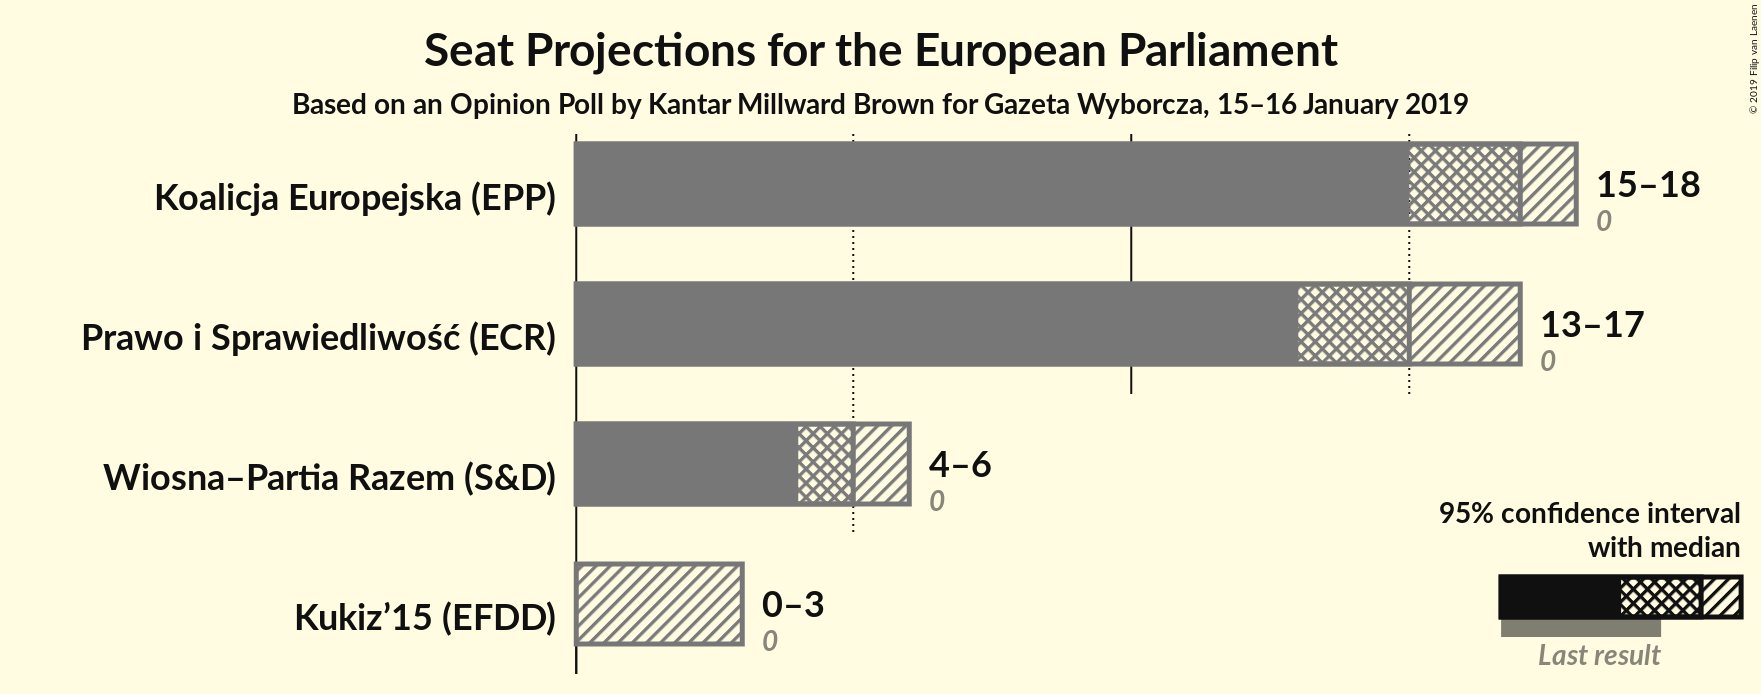 Seat Projections for the European Parliament
Based on an Opinion Poll by Kantar Millward Brown for Gazeta Wyborcza, 15–16 January 2019
© 2019 Filip van Laenen
Koalicja Europejska (EPP)
15–18
0
Prawo i Sprawiedliwość (ECR)
13–17
0
Wiosna–Partia Razem (S&D)
4–6
0
Kukiz’15 (EFDD)
0–3
0
95% confidence interval
with median
Last result